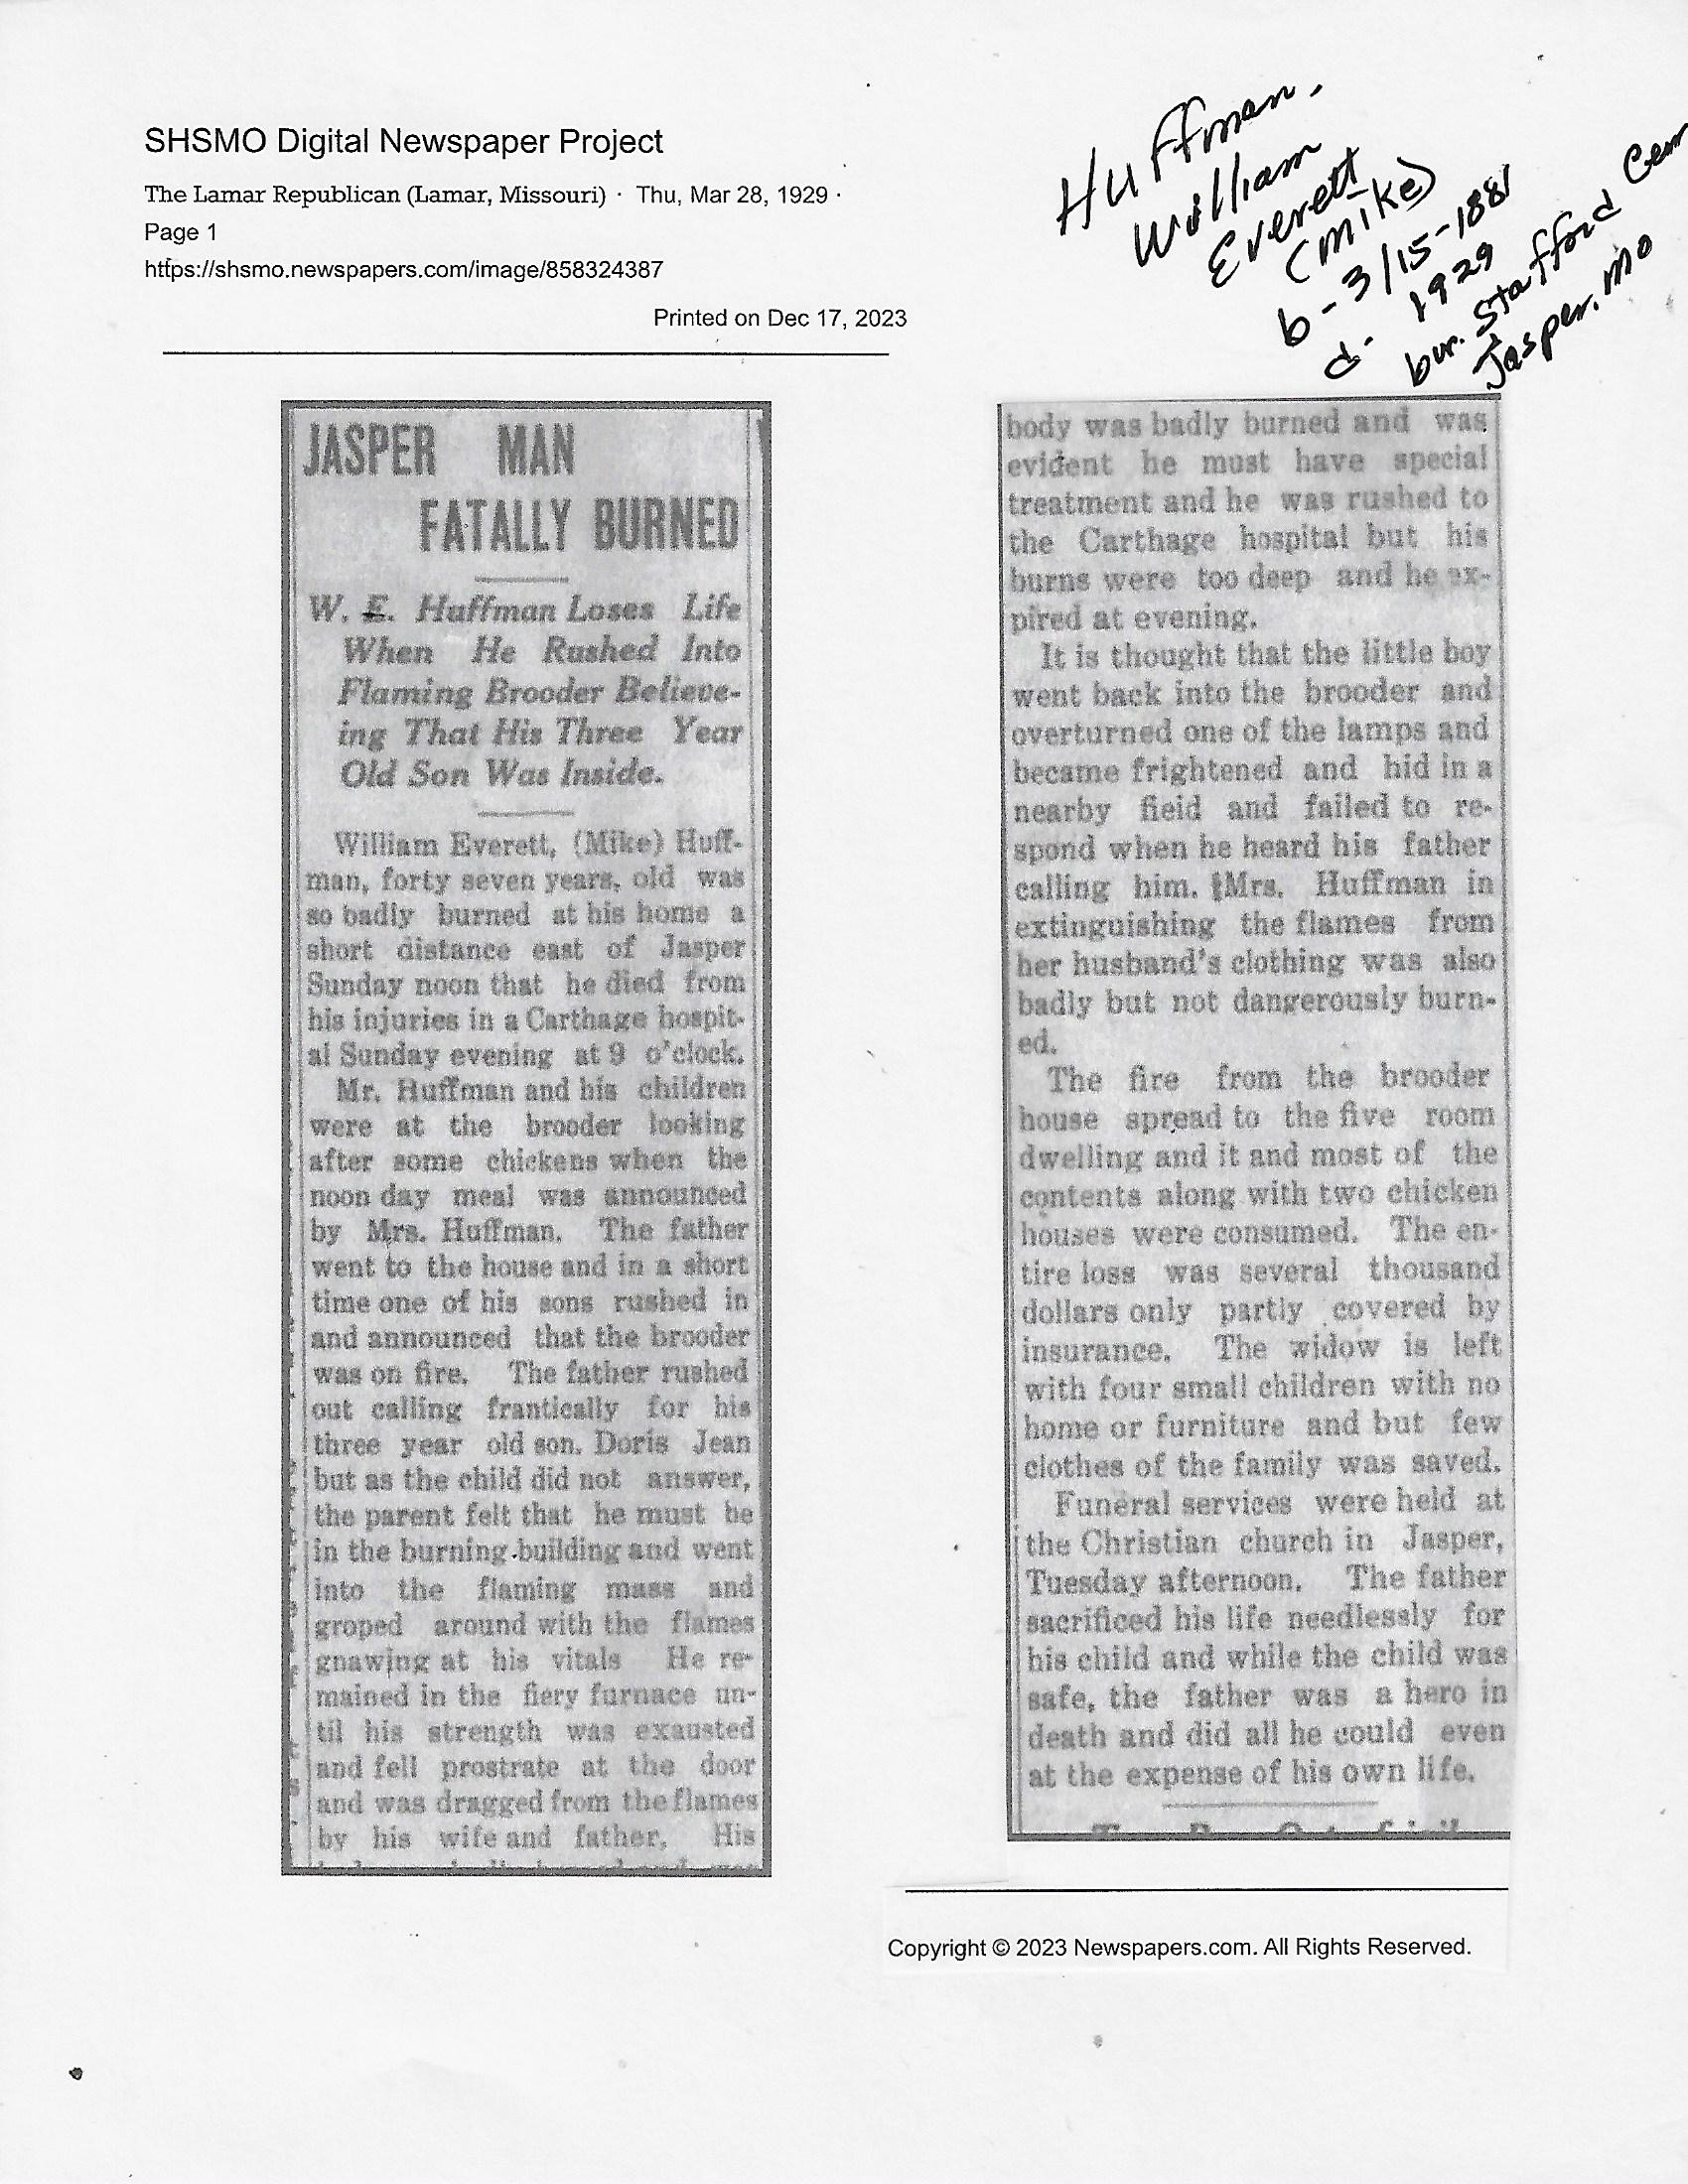 SHSMO Digital Newspaper Project
The Lamar Republican (Lamar, Missouri) · Thu, Mar 28, 1929 ·
Page 1
https://shsmo.newspapers.com/image/858324387
Printed on Dec 17, 2023
Huffman,
William
Everett
(Mike)
b - 3/15-1881
d. 1929
bur. Stafford Cem
Jasper, Mo
JASPER MAN
FATALLY BURNED
W. E. Huffman Loses Life
When He Rushed Into
Flaming Brooder Believe-
ing That His Three Year
Old Son Was Inside.
William Everett, (Mike) Huff-
man, forty seven years, old was
so badly burned at his home a
short distance east of Jasper
Sunday noon that he died from
his injuries in a Carthage hospit-
al Sunday evening at 9 o'clock.
Mr. Huffman and his children
were at the brooder looking
after some chickens when the
noon day meal was announced
by Mrs. Huffman. The father
went to the house and in a short
time one of his sons rushed in
and announced that the brooder
was on fire. The father rushed
out calling frantically for his
three year old son. Doris Jean
but as the child did not answer,
the parent felt that he must be
in the burning building and went
into the flaming mass and
groped around with the flames
gnawing at his vitals He re-
mained in the fiery furnace un-
til his strength was exausted
and fell prostrate at the door
and was dragged from the flames
by his wife and father, His
body was badly burned and was
evident he must have special
treatment and he was rushed to
the Carthage hospital but his
burns were too deep and he ex-
pired at evening.
It is thought that the little boy
went back into the brooder and
overturned one of the lamps and
became frightened and hid in a
nearby field and failed to re-
spond when he heard his father
calling him. Mrs. Huffman in
extinguishing the flames from
her husband's clothing was also
badly but not dangerously burn-
ed.
The fire from the brooder
house spread to the five room
dwelling and it and most of the
contents along with two chicken
houses were consumed. The en-
tire loss was several thousand
dollars only partly covered by
insurance. The widow is left
with four small children with no
home or furniture and but few
clothes of the family was saved.
Funeral services were held at
the Christian church in Jasper,
Tuesday afternoon. The father
sacrificed his life needlessly for
his child and while the child was
safe, the father was a hero in
death and did all he could even
at the expense of his own life.
Copyright © 2023 Newspapers.com. All Rights Reserved.